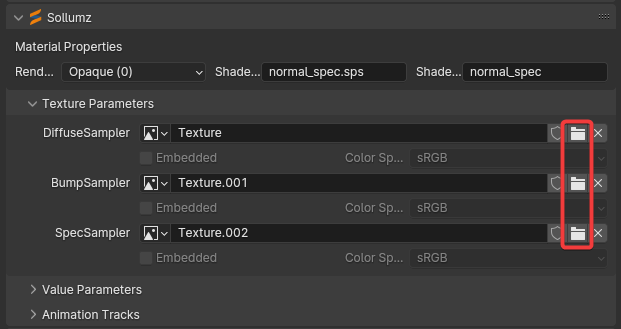 Sollumz
Material Properties
Rend... Opaque (0) Shade... normal_spec.sps Shade... normal_spec
Texture Parameters
DiffuseSampler Texture
Embedded Color Sp... sRGB
BumpSampler Texture.001
Embedded Color Sp... sRGB
SpecSampler Texture.002
Embedded Color Sp... sRGB
Value Parameters
Animation Tracks